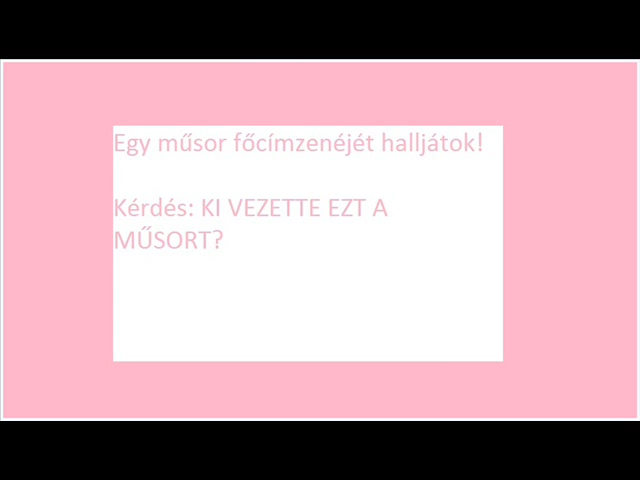 Egy műsor főcímzenéjét halljátok!
Kérdés: KI VEZETTE EZT A
MŰSORT?